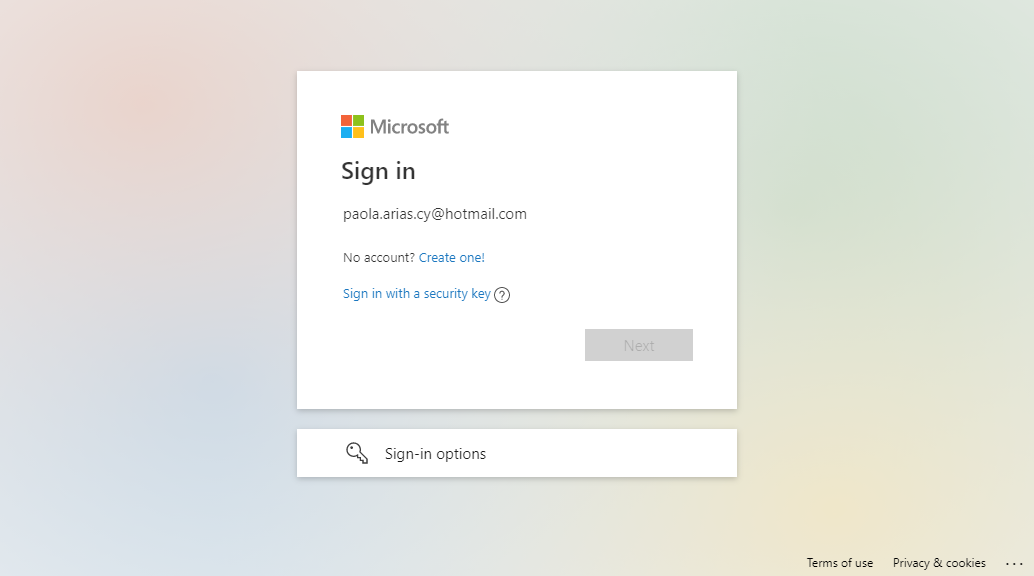 Microsoft
Sign in
paola.arias.cy@hotmail.com
No account? Create one!
Sign in with a security key ?
Next
Sign-in options
Terms of use Privacy & cookies ...